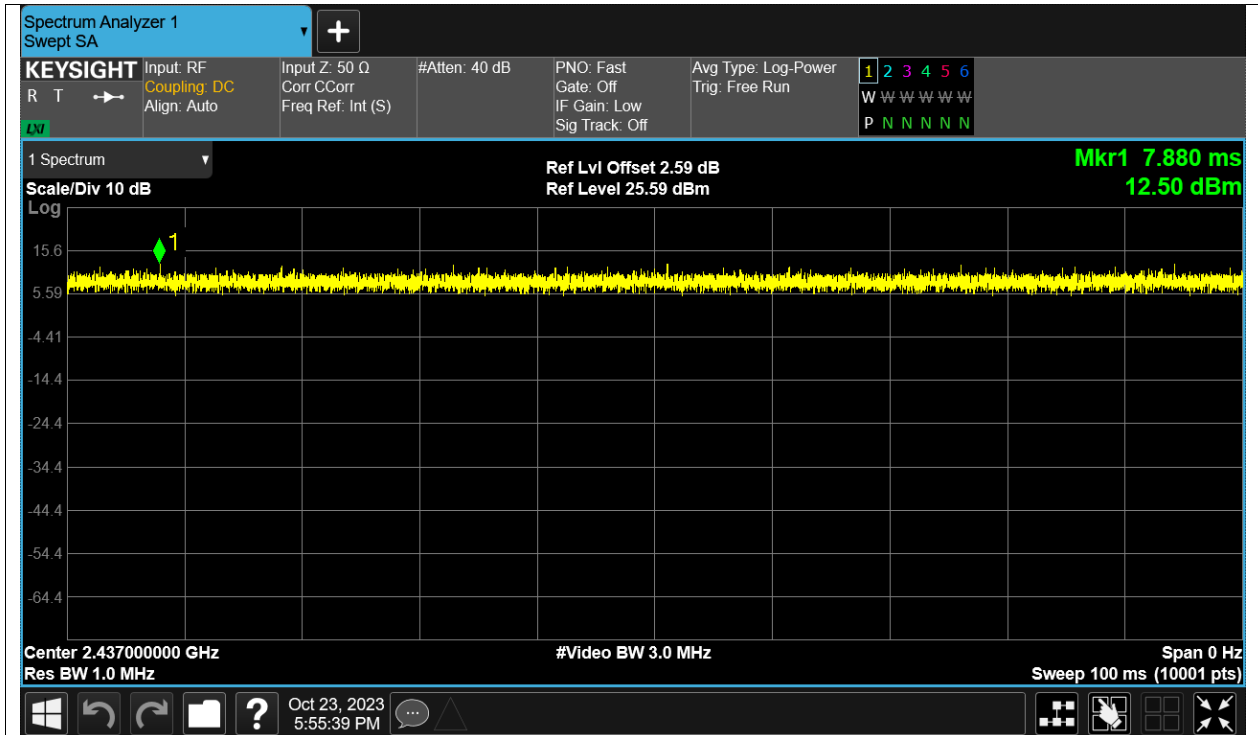 Spectrum Analyzer 1
Swept SA
KEYSIGHT
R T
LXI
Input: RF
Coupling: DC
Align: Auto
Input Z: 50 Ω
Corr CCorr
Freq Ref: Int (S)
#Atten: 40 dB
PNO: Fast
Gate: Off
IF Gain: Low
Sig Track: Off
Avg Type: Log-Power
Trig: Free Run
1 2 3 4 5 6
W W W W W W
P N N N N N
1 Spectrum
Scale/Div 10 dB
Log
Ref Lvl Offset 2.59 dB
Ref Level 25.59 dBm
Mkr1 7.880 ms
12.50 dBm
1
15.6
5.59
-4.41
-14.4
-24.4
-34.4
-44.4
-54.4
-64.4
Center 2.437000000 GHz
Res BW 1.0 MHz
#Video BW 3.0 MHz
Span 0 Hz
Sweep 100 ms (10001 pts)
?
Oct 23, 2023
5:55:39 PM